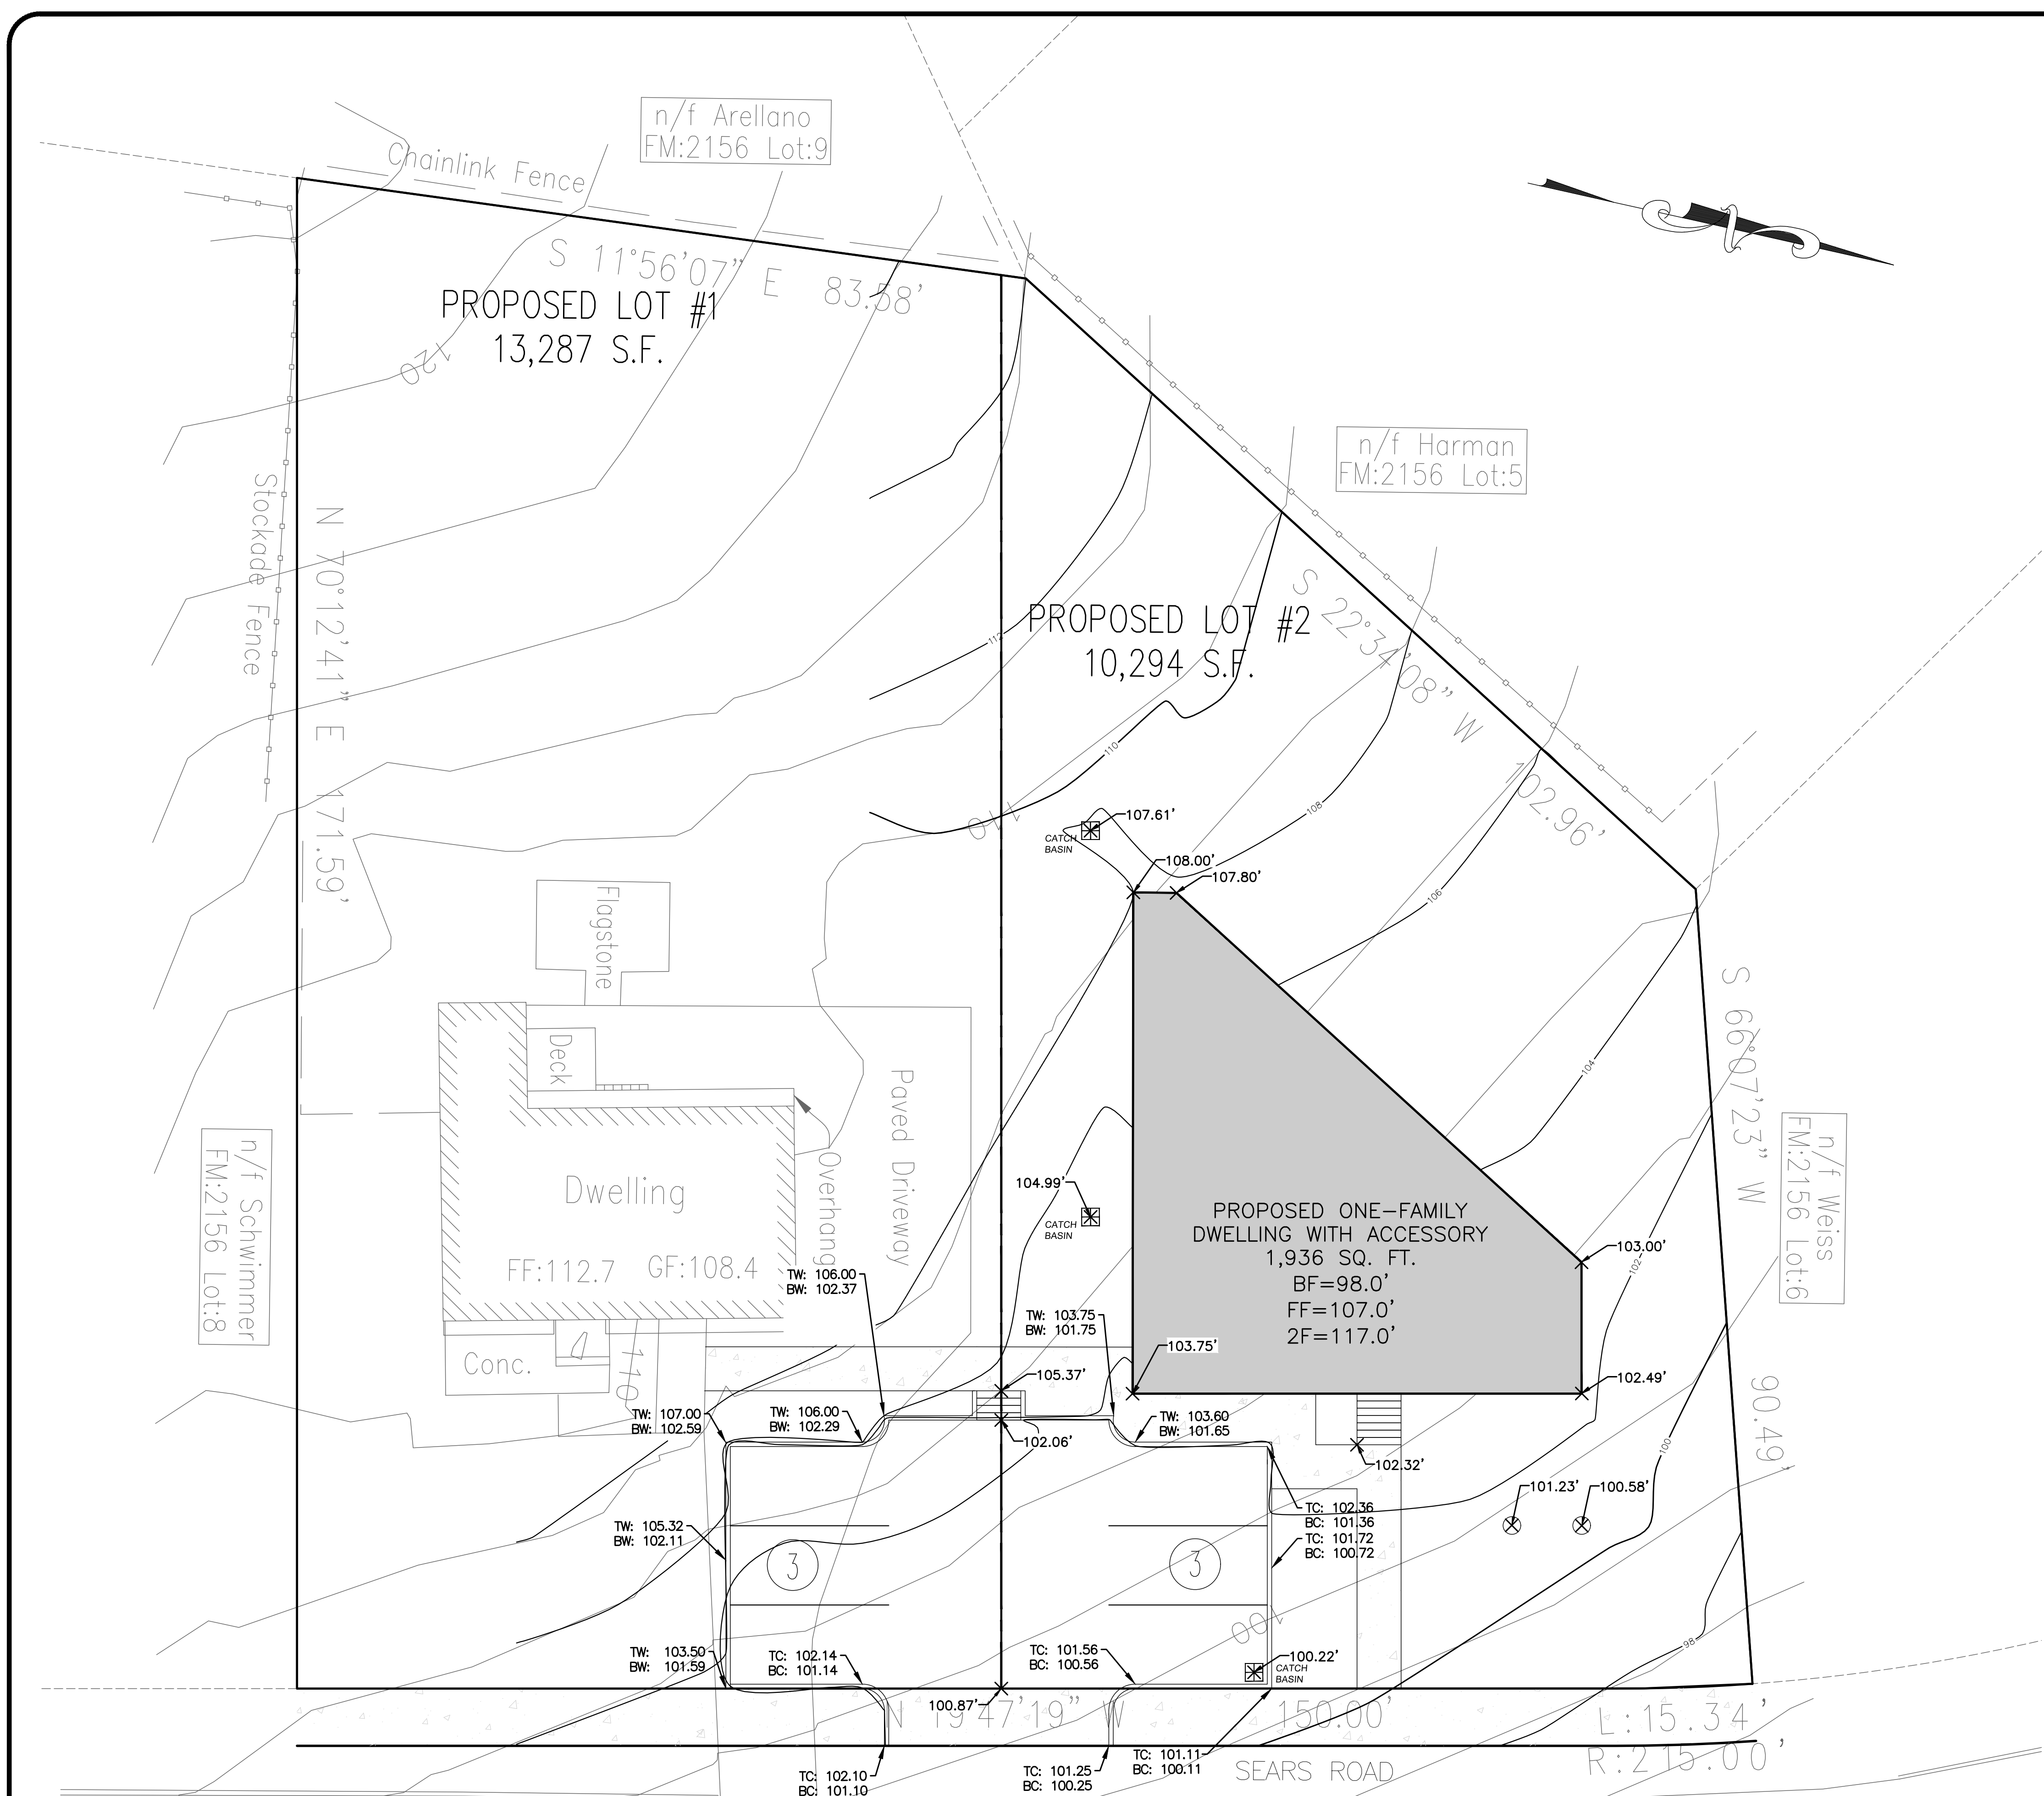 n/f Arellano
FM:2156 Lot:9
Chainlink Fence
S 11°56'07" E 83.58'
PROPOSED LOT #1
13,287 S.F.
120
n/f Harman
FM:2156 Lot:5
Stockade Fence
N 70°12'41" E 171.59'
S 22°34'08" W 102.96'
PROPOSED LOT #2
10,294 S.F.
112
110
110
108
106
104
102
100
98
107.61'
CATCH
BASIN
108.00'
107.80'
Flagstone
Deck
Paved Driveway
Overhang
Dwelling
FF:112.7 GF:108.4
Conc.
110
n/f Schwimmer
FM:2156 Lot:8
S 66°07'23" W 90.49'
n/f Weiss
FM:2156 Lot:6
104.99'
CATCH
BASIN
PROPOSED ONE-FAMILY
DWELLING WITH ACCESSORY
1,936 SQ. FT.
BF=98.0'
FF=107.0'
2F=117.0'
103.00'
TW: 106.00
BW: 102.37
TW: 103.75
BW: 101.75
103.75'
105.37'
102.49'
TW: 107.00
BW: 102.59
TW: 106.00
BW: 102.29
102.06'
TW: 103.60
BW: 101.65
102.32'
101.23'
100.58'
TW: 105.32
BW: 102.11
TC: 102.36
BC: 101.36
TC: 101.72
BC: 100.72
3
3
100
TW: 103.50
BW: 101.59
TC: 102.14
BC: 101.14
TC: 101.56
BC: 100.56
100.22'
CATCH
BASIN
100.87'
N 19°47'19" W 150.00'
L:15.34'
R:215.00'
TC: 102.10
BC: 101.10
TC: 101.25
BC: 100.25
TC: 101.11
BC: 100.11
SEARS ROAD